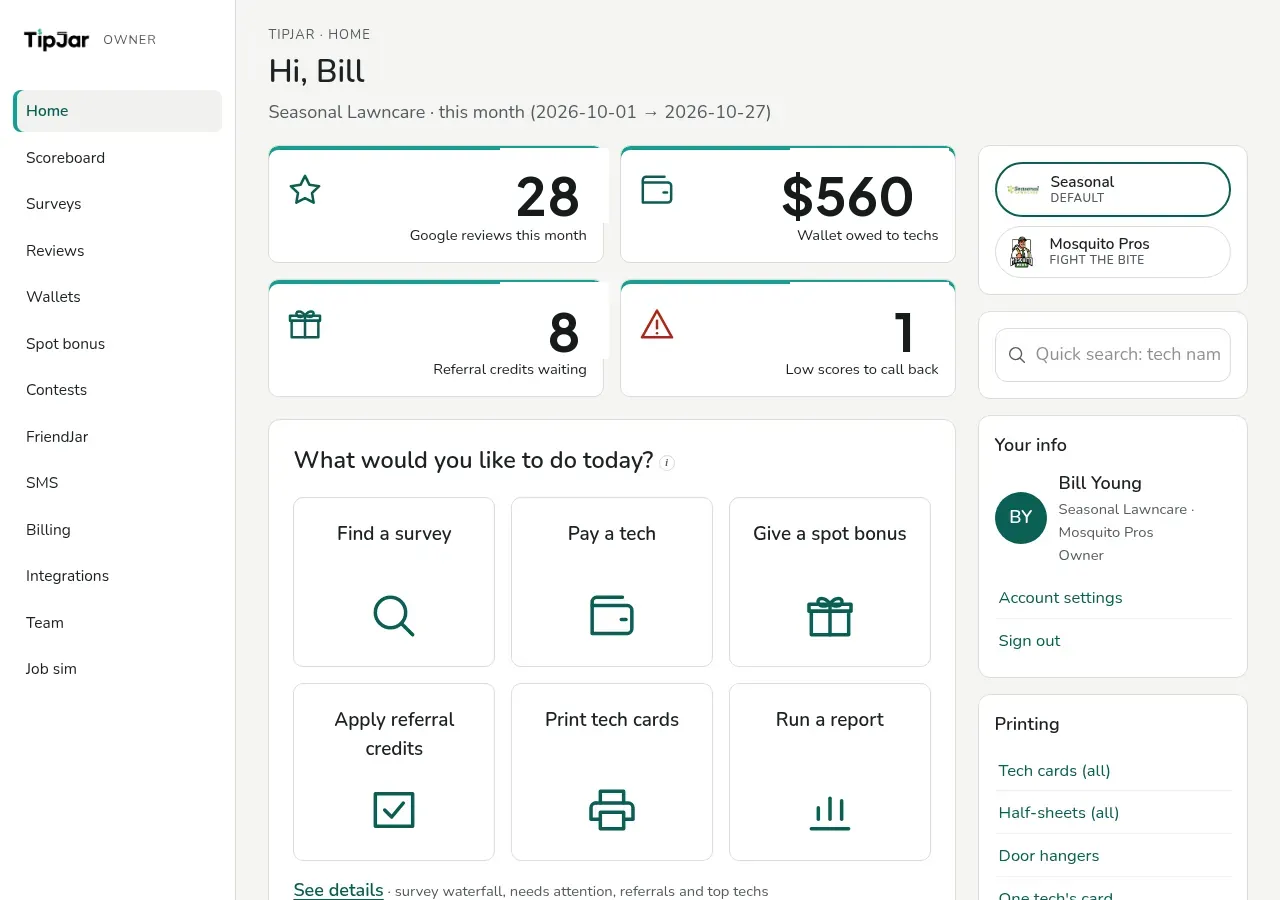 TipJar OWNER
Home
Scoreboard
Surveys
Reviews
Wallets
Spot bonus
Contests
FriendJar
SMS
Billing
Integrations
Team
Job sim
TIPJAR · HOME
Hi, Bill
Seasonal Lawncare · this month (2026-10-01 → 2026-10-27)
28
Google reviews this month
$560
Wallet owed to techs
8
Referral credits waiting
1
Low scores to call back
What would you like to do today? i
Find a survey
Pay a tech
Give a spot bonus
Apply referral
credits
Print tech cards
Run a report
See details · survey waterfall, needs attention, referrals and top techs
Seasonal
Seasonal
DEFAULT
Mosquito Pros
FIGHT THE BITE
Quick search: tech nam
Your info
BY
Bill Young
Seasonal Lawncare ·
Mosquito Pros
Owner
Account settings
Sign out
Printing
Tech cards (all)
Half-sheets (all)
Door hangers
One tech's card